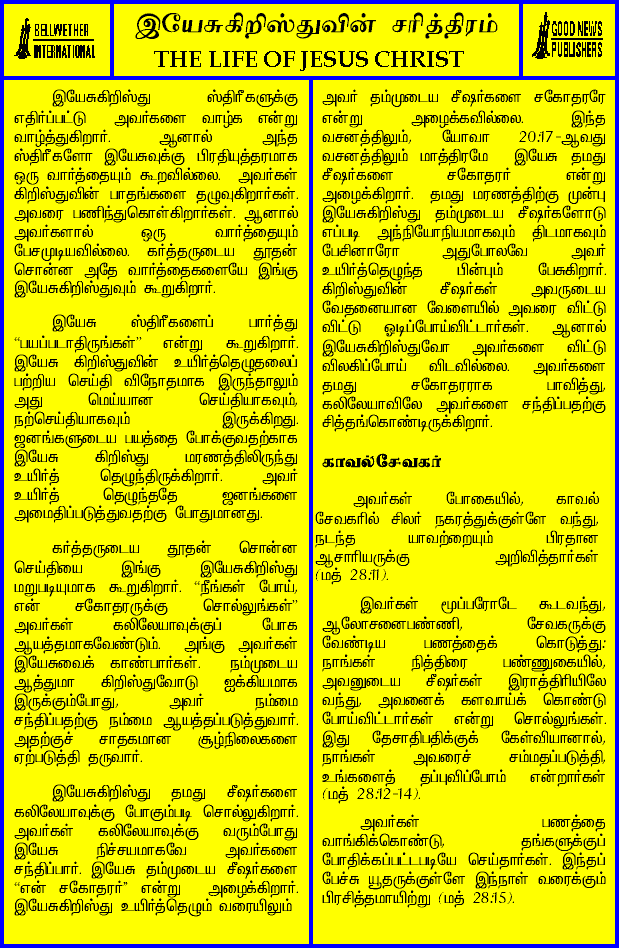 BELLWETHER
INTERNATIONAL
இயேசுகிறிஸ்துவின் சரித்திரம்
THE LIFE OF JESUS CHRIST
GOOD NEWS
PUBLISHERS
இயேசுகிறிஸ்து ஸ்திரீகளுக்கு
எதிர்ப்பட்டு அவர்களை வாழ்க என்று
வாழ்த்துகிறார். ஆனால் அந்த
ஸ்திரீகளோ இயேசுவுக்கு பிரதியுத்தரமாக
ஒரு வார்த்தையும் கூறவில்லை. அவர்கள்
கிறிஸ்துவின் பாதங்களை தழுவுகிறார்கள்.
அவரை பணிந்துகொள்கிறார்கள். ஆனால்
அவர்களால் ஒரு வார்த்தையும்
பேசமுடியவில்லை. கர்த்தருடைய தூதன்
சொன்ன அதே வார்த்தைகளையே இங்கு
இயேசுகிறிஸ்துவும் கூறுகிறார்.
இயேசு ஸ்திரீகளைப் பார்த்து
“பயப்படாதிருங்கள்” என்று கூறுகிறார்.
இயேசு கிறிஸ்துவின் உயிர்த்தெழுதலைப்
பற்றிய செய்தி விநோதமாக இருந்தாலும்
அது மெய்யான செய்தியாகவும்,
நற்செய்தியாகவும் இருக்கிறது.
ஜனங்களுடைய பயத்தை போக்குவதற்காக
இயேசு கிறிஸ்து மரணத்திலிருந்து
உயிர்த் தெழுந்திருக்கிறார். அவர்
உயிர்த் தெழுந்ததே ஜனங்களை
அமைதிப்படுத்துவதற்கு போதுமானது.
கர்த்தருடைய தூதன் சொன்ன
செய்தியை இங்கு இயேசுகிறிஸ்து
மறுபடியுமாக கூறுகிறார். “நீங்கள் போய்,
என் சகோதரருக்கு சொல்லுங்கள்”
அவர்கள் கலிலேயாவுக்குப் போக
ஆயத்தமாகவேண்டும். அங்கு அவர்கள்
இயேசுவைக் காண்பார்கள். நம்முடைய
ஆத்துமா கிறிஸ்துவோடு ஐக்கியமாக
இருக்கும்போது, அவர் நம்மை
சந்திப்பதற்கு நம்மை ஆயத்தப்படுத்துவார்.
அதற்குச் சாதகமான சூழ்நிலைகளை
ஏற்படுத்தி தருவார்.
இயேசுகிறிஸ்து தமது சீஷர்களை
கலிலேயாவுக்கு போகும்படி சொல்லுகிறார்.
அவர்கள் கலிலேயாவுக்கு வரும்போது
இயேசு நிச்சயமாகவே அவர்களை
சந்திப்பார். இயேசு தம்முடைய சீஷர்களை
“என் சகோதரர்” என்று அழைக்கிறார்.
இயேசுகிறிஸ்து உயிர்த்தெழும் வரையிலும்
அவர் தம்முடைய சீஷர்களை சகோதரரே
என்று அழைக்கவில்லை. இந்த
வசனத்திலும், யோவா 20:17-ஆவது
வசனத்திலும் மாத்திரமே இயேசு தமது
சீஷர்களை சகோதரர் என்று
அழைக்கிறார். தமது மரணத்திற்கு முன்பு
இயேசுகிறிஸ்து தம்முடைய சீஷர்களோடு
எப்படி அந்நியோநியமாகவும் திடமாகவும்
பேசினாரோ அதுபோலவே அவர்
உயிர்த்தெழுந்த பின்பும் பேசுகிறார்.
கிறிஸ்துவின் சீஷர்கள் அவருடைய
வேதனையான வேளையில் அவரை விட்டு
விட்டு ஓடிப்போய்விட்டார்கள். ஆனால்
இயேசுகிறிஸ்துவோ அவர்களை விட்டு
விலகிப்போய் விடவில்லை. அவர்களை
தமது சகோதரராக பாவித்து,
கலிலேயாவிலே அவர்களை சந்திப்பதற்கு
சித்தங்கொண்டிருக்கிறார்.
காவல்சேவகர்
அவர்கள் போகையில், காவல்
சேவகரில் சிலர் நகரத்துக்குள்ளே வந்து,
நடந்த யாவற்றையும் பிரதான
ஆசாரியருக்கு அறிவித்தார்கள்
(மத் 28:11).
இவர்கள் மூப்பரோடே கூடவந்து,
ஆலோசனைபண்ணி, சேவகருக்கு
வேண்டிய பணத்தைக் கொடுத்து:
நாங்கள் நித்திரை பண்ணுகையில்,
அவனுடைய சீஷர்கள் இராத்திரியிலே
வந்து, அவனைக் களவாய்க் கொண்டு
போய்விட்டார்கள் என்று சொல்லுங்கள்.
இது தேசாதிபதிக்குக் கேள்வியானால்,
நாங்கள் அவரைச் சம்மதப்படுத்தி,
உங்களைத் தப்புவிப்போம் என்றார்கள்
(மத் 28:12-14).
அவர்கள் பணத்தை
வாங்கிக்கொண்டு, தங்களுக்குப்
போதிக்கப்பட்டபடியே செய்தார்கள். இந்தப்
பேச்சு யூதருக்குள்ளே இந்நாள் வரைக்கும்
பிரசித்தமாயிற்று (மத் 28:15).